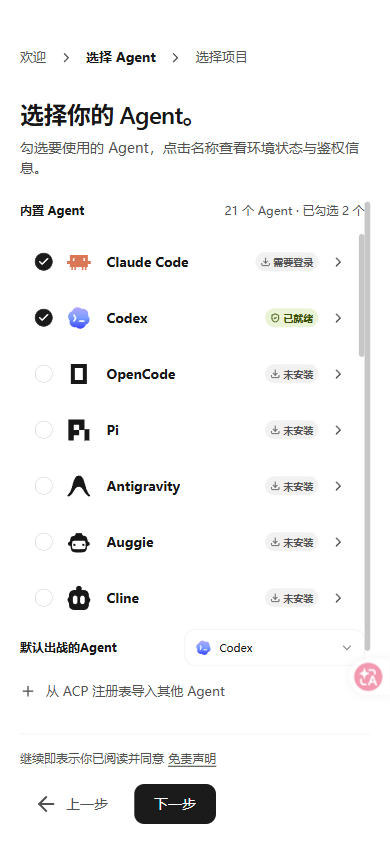 欢迎 > 选择 Agent > 选择项目
选择你的 Agent。
勾选要使用的 Agent，点击名称查看环境状态与鉴权信
息。
内置 Agent 21 个 Agent · 已勾选 2 个
Claude Code 需要登录
Codex 已就绪
OpenCode 未安装
Pi 未安装
Antigravity 未安装
Auggie 未安装
Cline 未安装
默认出战的Agent Codex
+ 从 ACP 注册表导入其他 Agent
继续即表示你已阅读并同意 免责声明
← 上一步 下一步